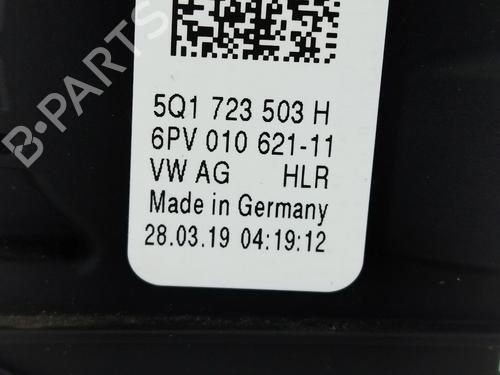 B-PARTS
5Q1 723 503 H
6PV 010 621-11
VW AG HLR
Made in Germany
28.03.19 04:19:12